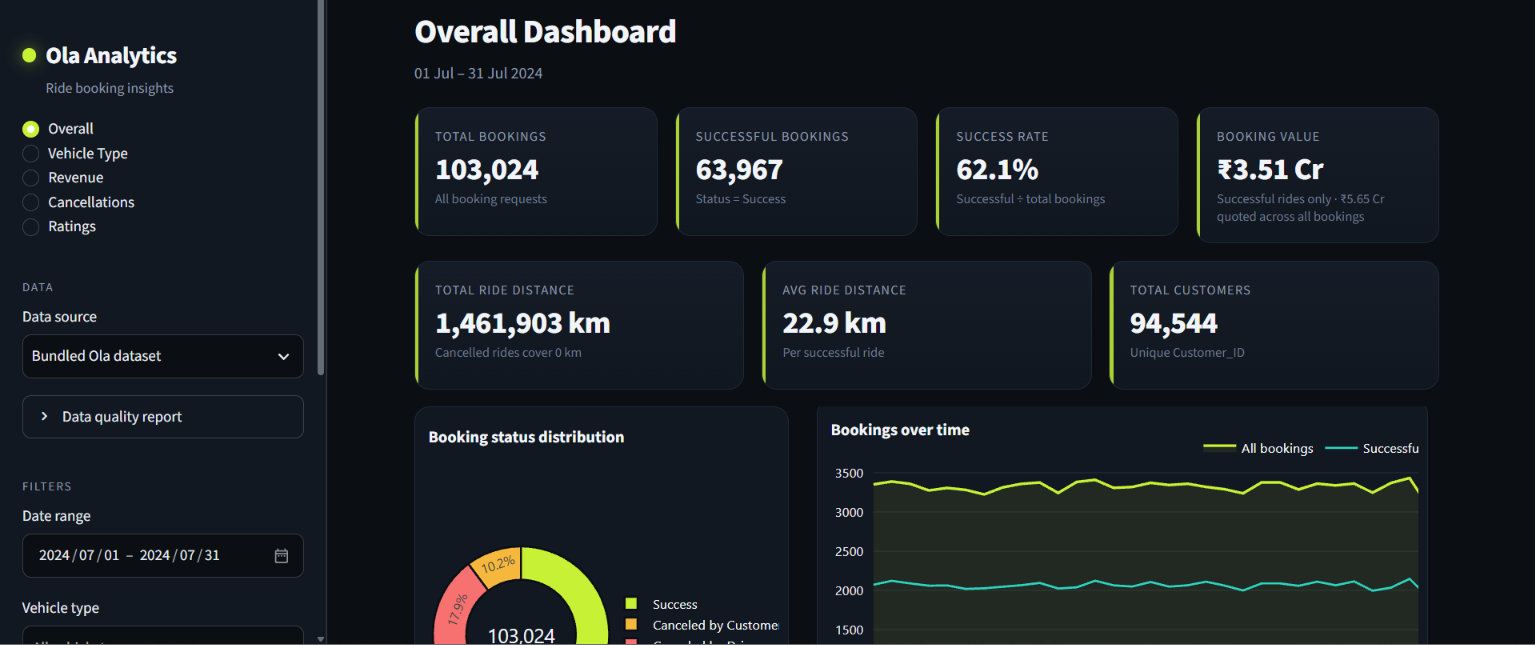 Ola Analytics
Ride booking insights
Overall
Vehicle Type
Revenue
Cancellations
Ratings
DATA
Data source
Bundled Ola dataset
Data quality report
FILTERS
Date range
2024/07/01 – 2024/07/31
Vehicle type
Overall Dashboard
01 Jul – 31 Jul 2024
TOTAL BOOKINGS
103,024
All booking requests
SUCCESSFUL BOOKINGS
63,967
Status = Success
SUCCESS RATE
62.1%
Successful ÷ total bookings
BOOKING VALUE
₹3.51 Cr
Successful rides only · ₹5.65 Cr
quoted across all bookings
TOTAL RIDE DISTANCE
1,461,903 km
Cancelled rides cover 0 km
AVG RIDE DISTANCE
22.9 km
Per successful ride
TOTAL CUSTOMERS
94,544
Unique Customer_ID
Booking status distribution
10.2%
17.9%
103,024
Success
Canceled by Custome
Bookings over time
All bookings
Successfu
3500
3000
2500
2000
1500